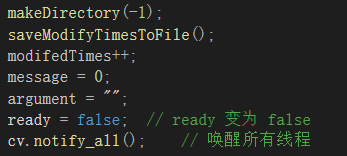 makeDirectory(-1);
saveModifyTimesToFile();
modifedTimes++;
message = 0;
argument = "";
ready = false;  // ready 变为 false
cv.notify_all();    // 唤醒所有线程